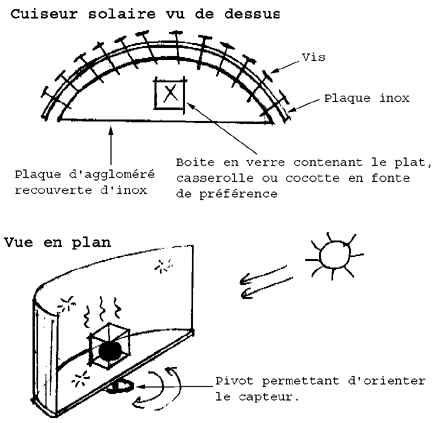 Cuiseur solaire vu de dessus
Vis
Plaque inox
X
Boite en verre contenant le plat,
casserolle ou cocotte en fonte
de préférence
Plaque d'aggloméré
recouverte d'inox
Vue en plan
Pivot permettant d'orienter
le capteur.